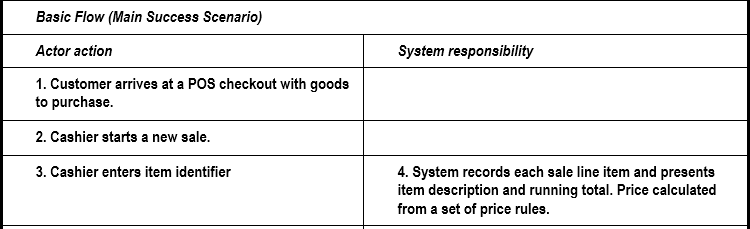 Basic Flow (Main Success Scenario)
Actor action
System responsibility
1. Customer arrives at a POS checkout with goods
to purchase.
2. Cashier starts a new sale.
3. Cashier enters item identifier
4. System records each sale line item and presents
item description and running total. Price calculated
from a set of price rules.